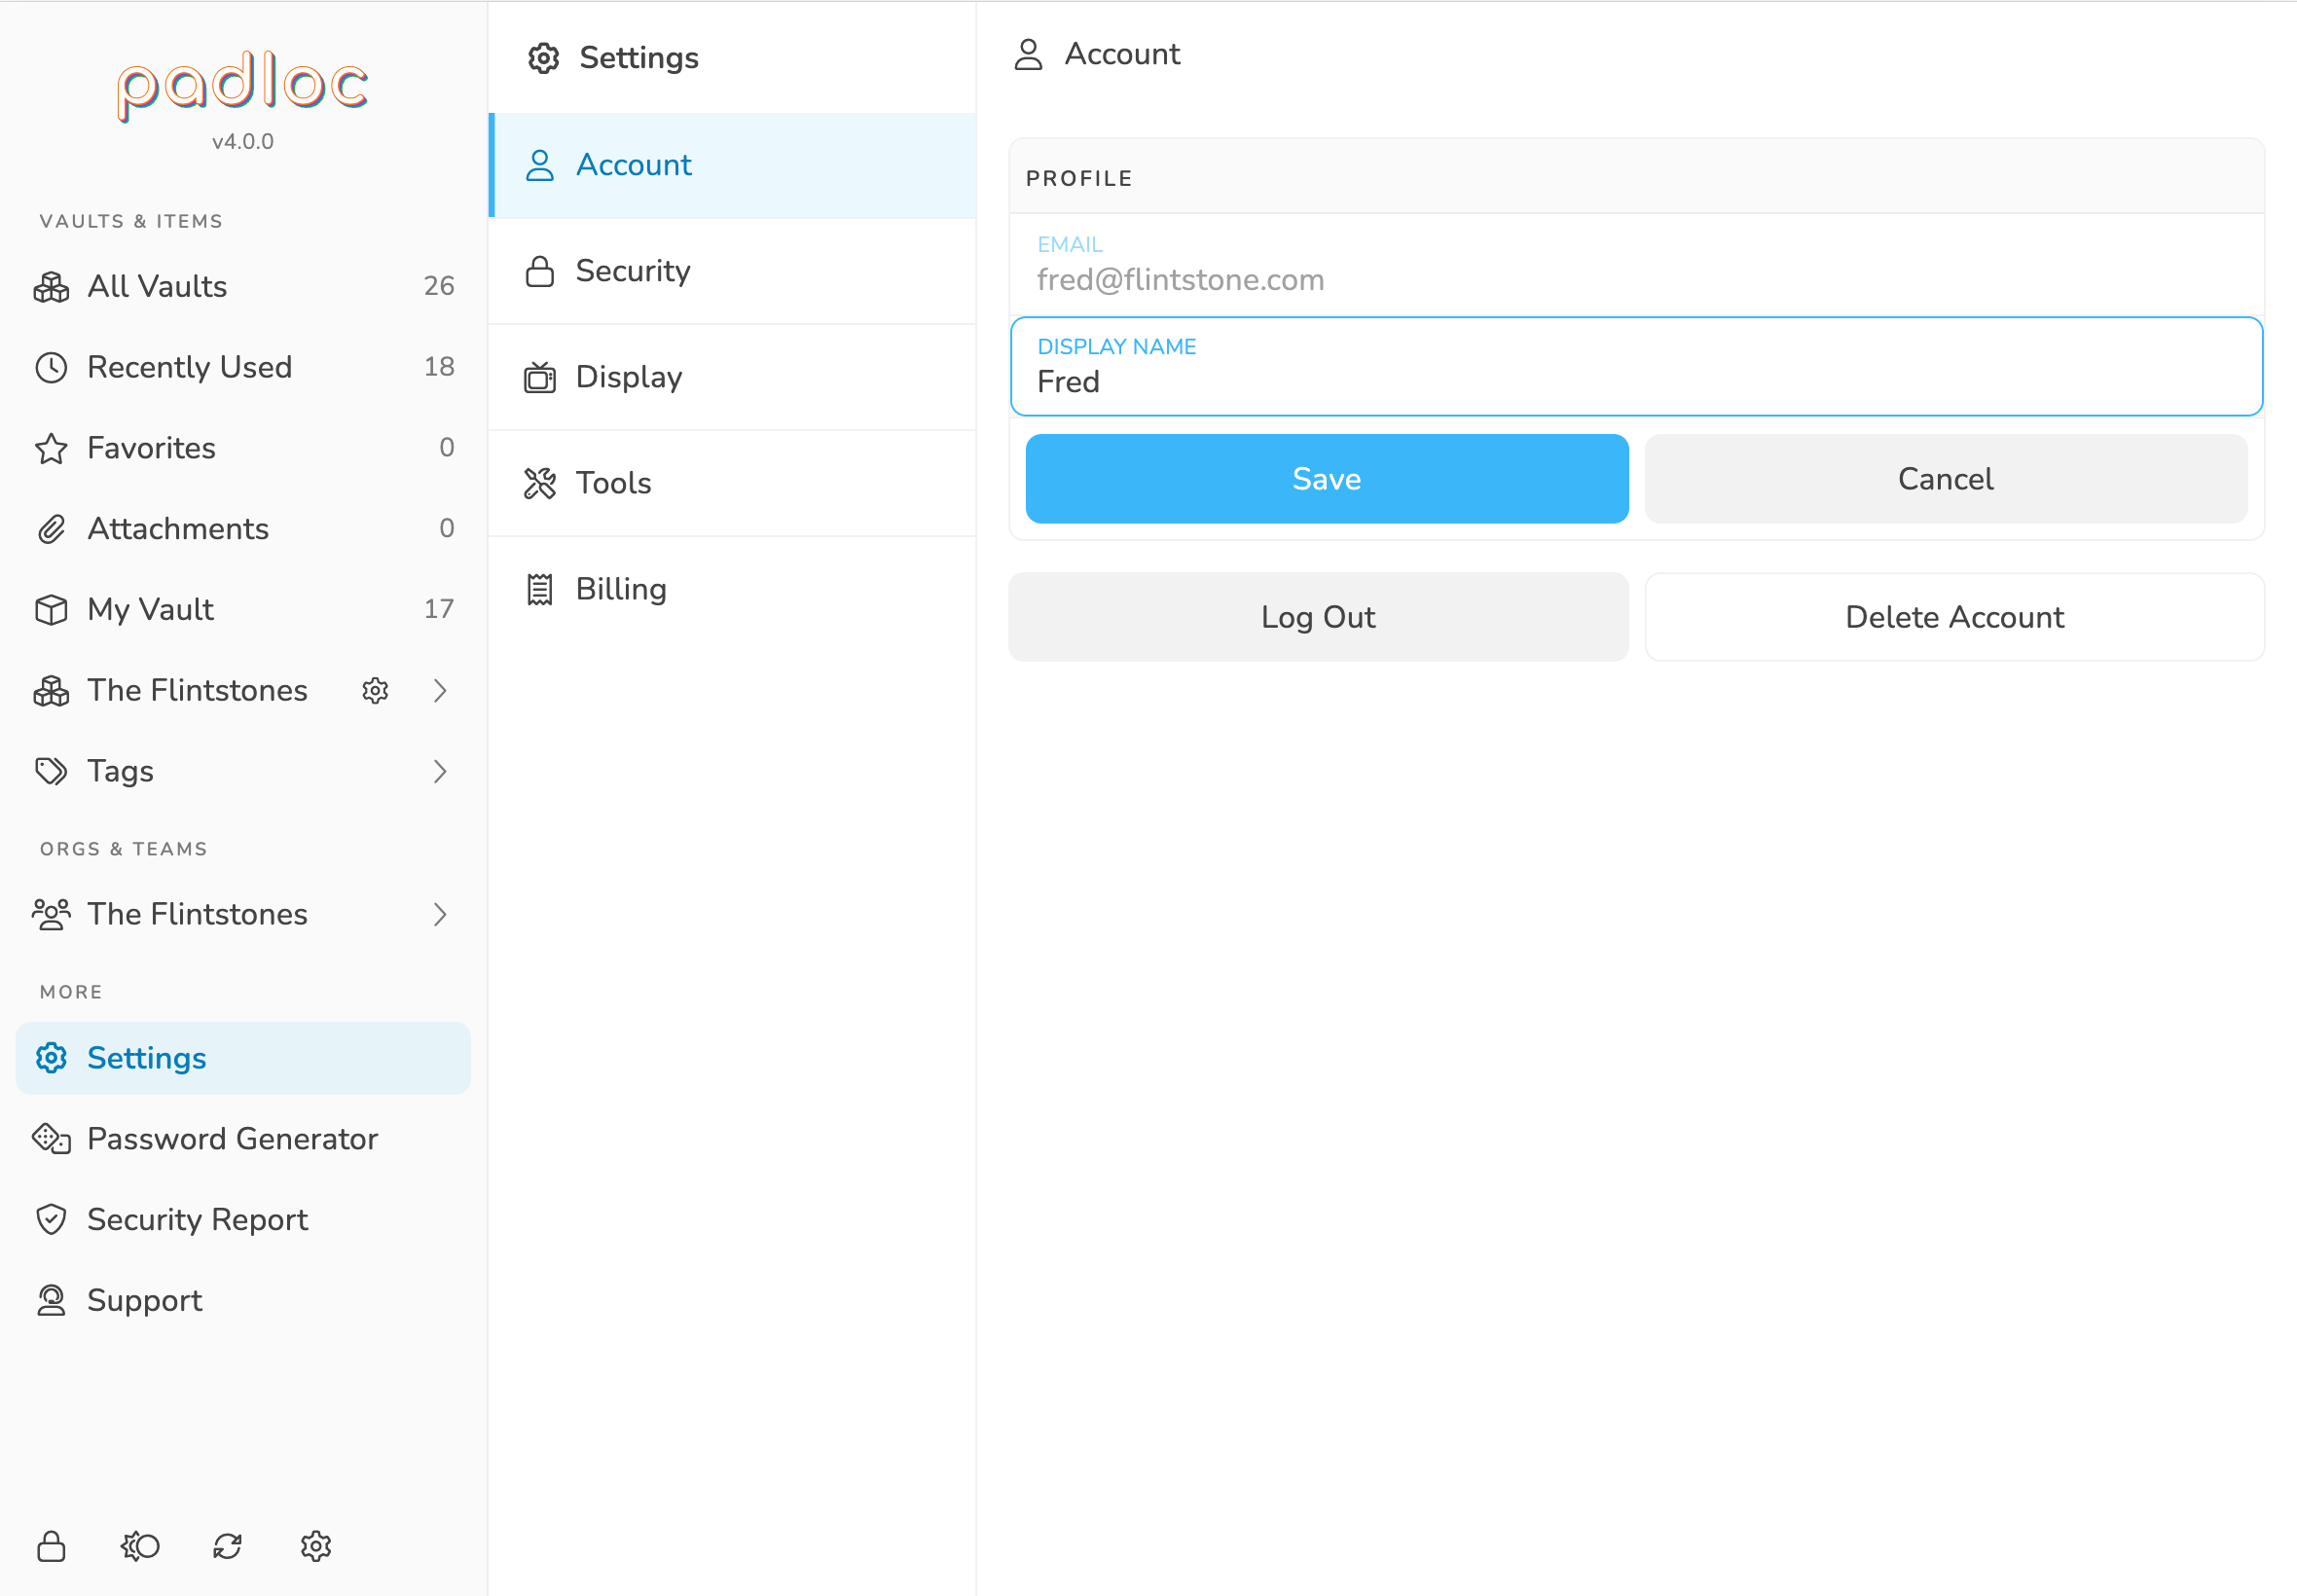 padloc
v4.0.0
VAULTS & ITEMS
All Vaults 26
Recently Used 18
Favorites 0
Attachments 0
My Vault 17
The Flintstones
Tags
ORGS & TEAMS
The Flintstones
MORE
Settings
Password Generator
Security Report
Support
Settings
Account
Security
Display
Tools
Billing
Account
PROFILE
EMAIL
fred@flintstone.com
DISPLAY NAME
Fred
Save Cancel
Log Out Delete Account